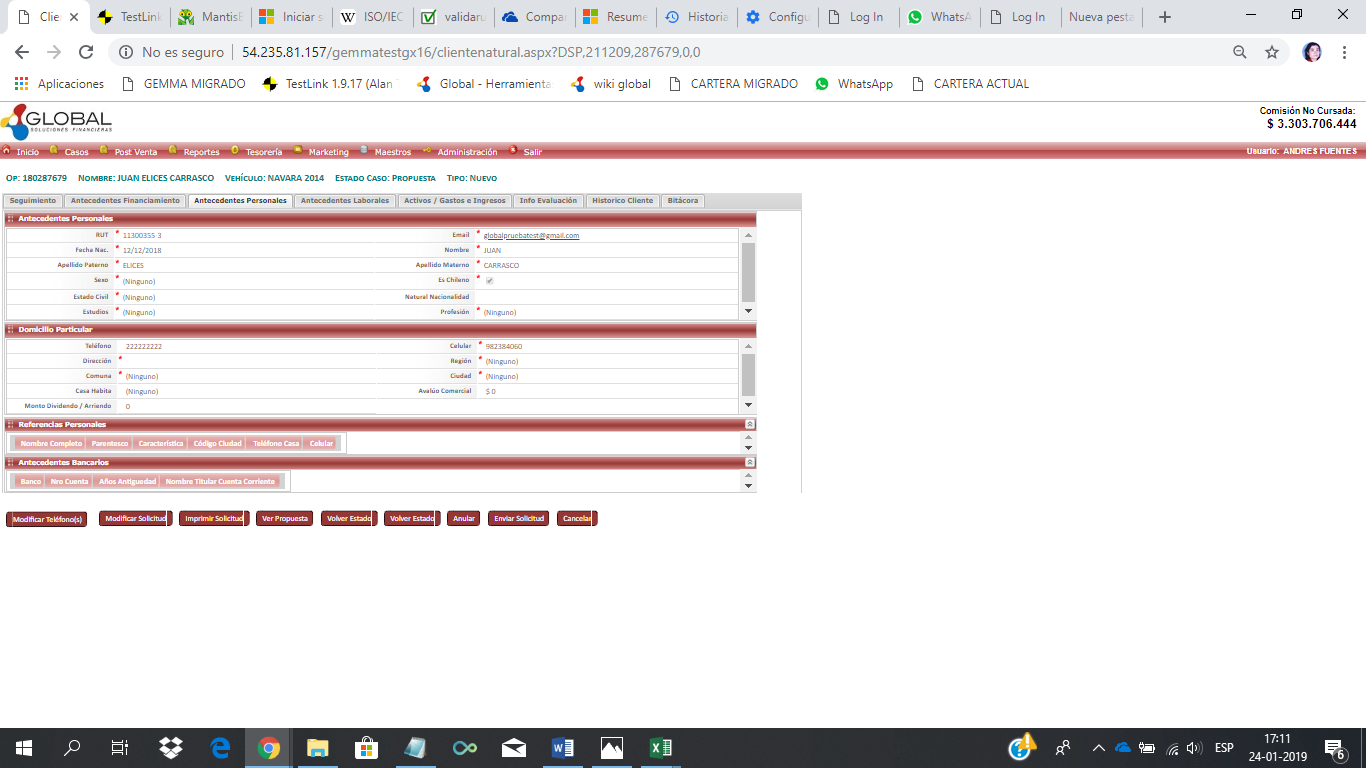 Clie
TestLink
MantisE
Iniciar s
W ISO/IEC
validaru
Compar
Resume
Historia
Configu
Log In
WhatsA
Log In
Nueva pesta
No es seguro | 54.235.81.157/gemmatestgx16/clientenatural.aspx?DSP,211209,287679,0,0
Aplicaciones GEMMA MIGRADO TestLink 1.9.17 (Alan Global - Herramienta wiki global CARTERA MIGRADO WhatsApp CARTERA ACTUAL
GLOBAL
SOLUCIONES FINANCIERAS
Comisión No Cursada:
$ 3.303.706.444
Inicio Casos Post Venta Reportes Tesorería Marketing Maestros Administración Salir Usuario: ANDRES FUENTES
OP: 180287679 NOMBRE: JUAN ELICES CARRASCO VEHÍCULO: NAVARA 2014 ESTADO CASO: PROPUESTA TIPO: NUEVO
Seguimiento Antecedentes Financiamiento Antecedentes Personales Antecedentes Laborales Activos / Gastos e Ingresos Info Evaluación Historico Cliente Bitácora
Antecedentes Personales
RUT * 11300355-3 Email * globalpruebatest@gmail.com
Fecha Nac. * 12/12/2018 Nombre * JUAN
Apellido Paterno * ELICES Apellido Materno * CARRASCO
Sexo * (Ninguno) Es Chileno *
Estado Civil * (Ninguno) Natural Nacionalidad
Estudios * (Ninguno) Profesión * (Ninguno)
Domicilio Particular
Teléfono 222222222 Celular * 982384060
Dirección * Región * (Ninguno)
Comuna * (Ninguno) Ciudad * (Ninguno)
Casa Habita (Ninguno) Avalúo Comercial $ 0
Monto Dividendo / Arriendo 0
Referencias Personales
Nombre Completo Parentesco Característica Código Ciudad Teléfono Casa Celular
Antecedentes Bancarios
Banco Nro Cuenta Años Antiguedad Nombre Titular Cuenta Corriente
Modificar Teléfono(s) Modificar Solicitud Imprimir Solicitud Ver Propuesta Volver Estado Volver Estado Anular Enviar Solicitud Cancelar
ESP
17:11
24-01-2019
6